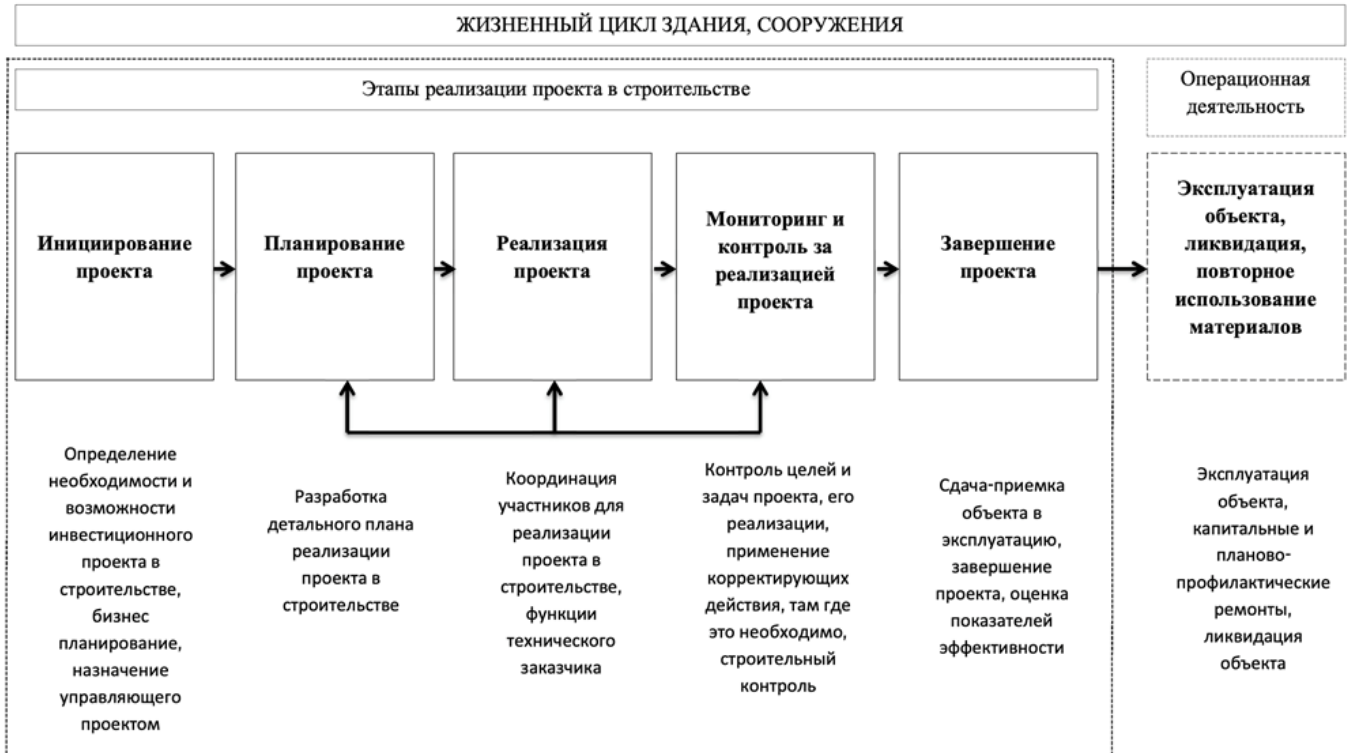 ЖИЗНЕННЫЙ ЦИКЛ ЗДАНИЯ, СООРУЖЕНИЯ
Этапы реализации проекта в строительстве
Операционная
деятельность
Инициирование
проекта
Планирование
проекта
Реализация
проекта
Мониторинг и
контроль за
реализацией
проекта
Завершение
проекта
Эксплуатация
объекта,
ликвидация,
повторное
использование
материалов
Определение
необходимости и
возможности
инвестиционного
проекта в
строительстве,
бизнес
планирование,
назначение
управляющего
проектом
Разработка
детального плана
реализации
проекта в
строительстве
Координация
участников для
реализации
проекта в
строительстве,
функции
технического
заказчика
Контроль целей и
задач проекта, его
реализации,
применение
корректирующих
действия, там где
это необходимо,
строительный
контроль
Сдача-приемка
объекта в
эксплуатацию,
завершение
проекта, оценка
показателей
эффективности
Эксплуатация
объекта,
капитальные и
планово-
профилактические
ремонты,
ликвидация
объекта